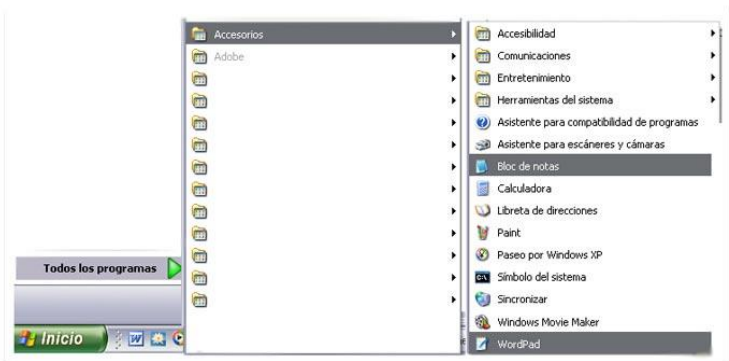 Accesorios
Adobe
Accesibilidad
Comunicaciones
Entretenimiento
Herramientas del sistema
Asistente para compatibilidad de programas
Asistente para escáneres y cámaras
Bloc de notas
Calculadora
Libreta de direcciones
Paint
Paseo por Windows XP
Símbolo del sistema
Sincronizar
Windows Movie Maker
WordPad
Todos los programas
Inicio